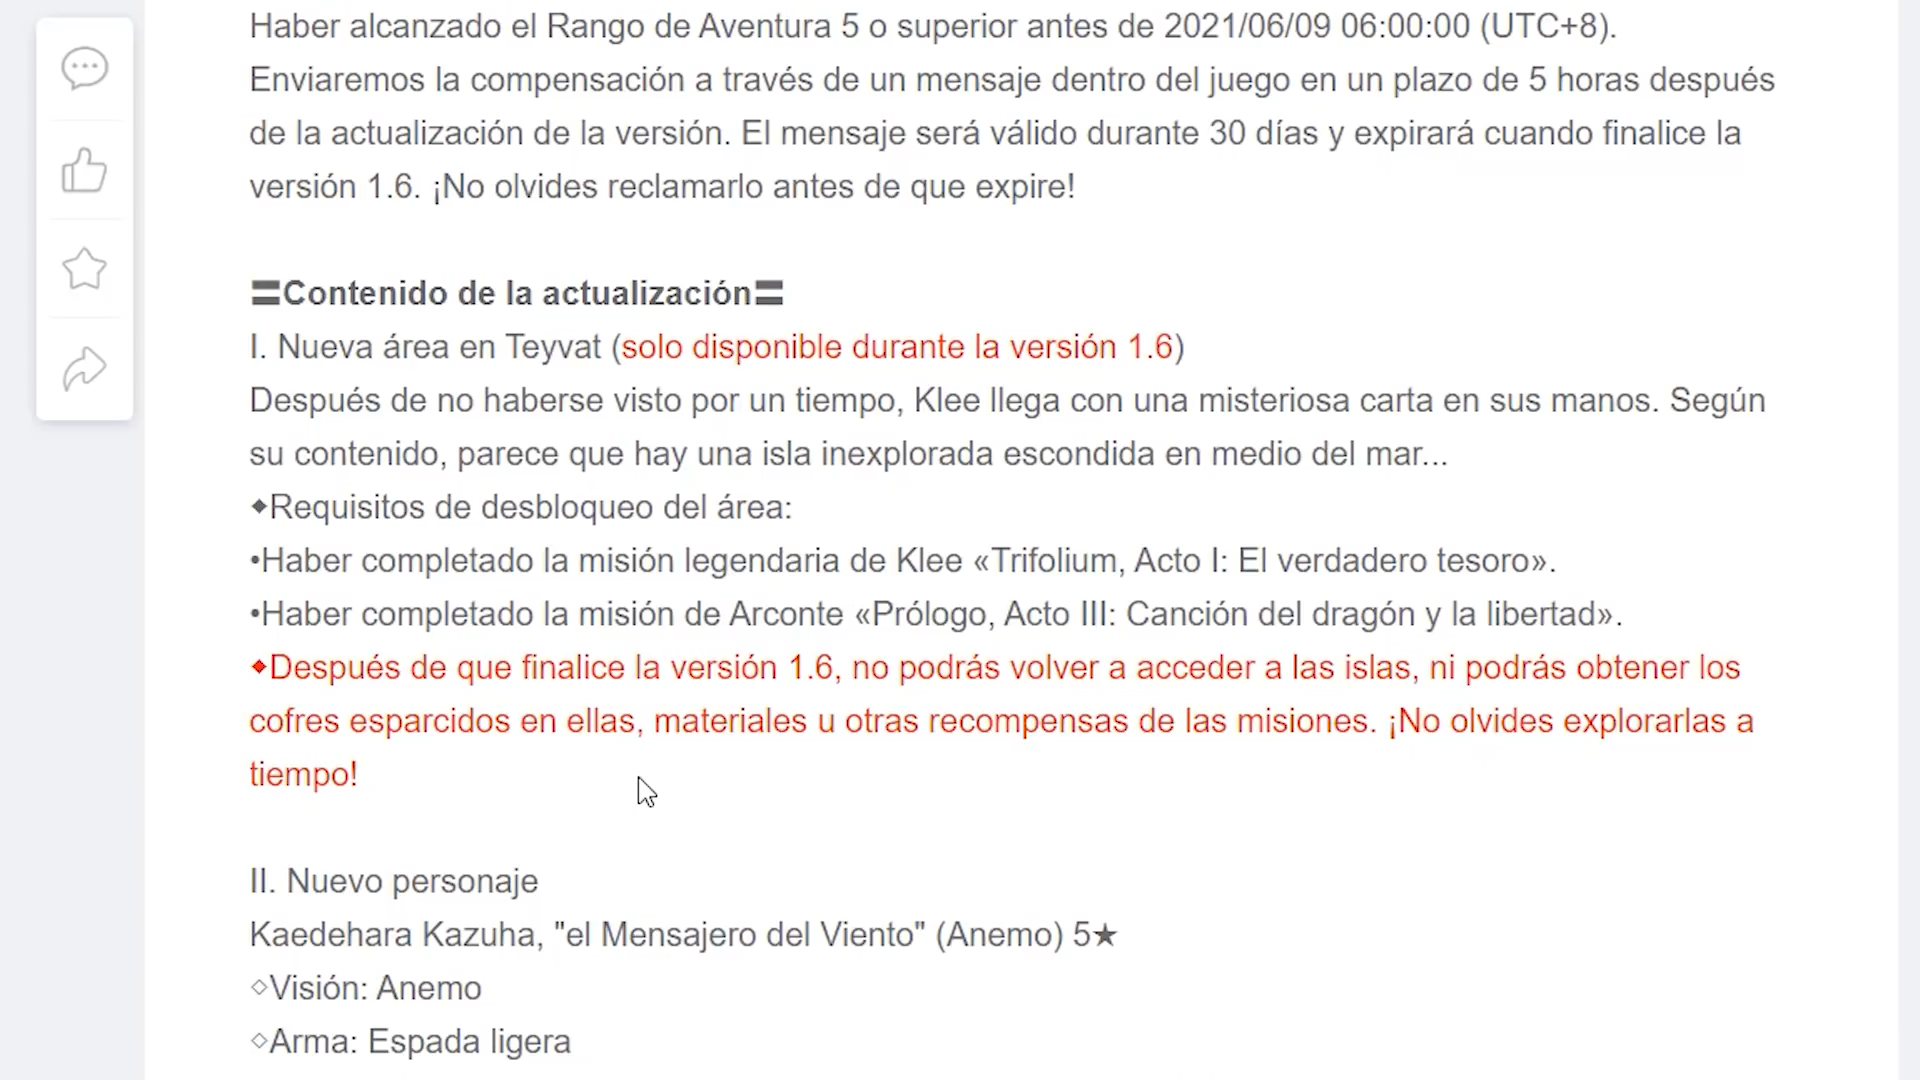 Haber alcanzado el Rango de Aventura 5 o superior antes de 2021/06/09 06:00:00 (UTC+8).
Enviaremos la compensación a través de un mensaje dentro del juego en un plazo de 5 horas después
de la actualización de la versión. El mensaje será válido durante 30 días y expirará cuando finalice la
versión 1.6. ¡No olvides reclamarlo antes de que expire!
〓Contenido de la actualización〓
I. Nueva área en Teyvat (solo disponible durante la versión 1.6)
Después de no haberse visto por un tiempo, Klee llega con una misteriosa carta en sus manos. Según
su contenido, parece que hay una isla inexplorada escondida en medio del mar...
◆Requisitos de desbloqueo del área:
•Haber completado la misión legendaria de Klee «Trifolium, Acto I: El verdadero tesoro».
•Haber completado la misión de Arconte «Prólogo, Acto III: Canción del dragón y la libertad».
◆Después de que finalice la versión 1.6, no podrás volver a acceder a las islas, ni podrás obtener los
cofres esparcidos en ellas, materiales u otras recompensas de las misiones. ¡No olvides explorarlas a
tiempo!
II. Nuevo personaje
Kaedehara Kazuha, "el Mensajero del Viento" (Anemo) 5★
◇Visión: Anemo
◇Arma: Espada ligera